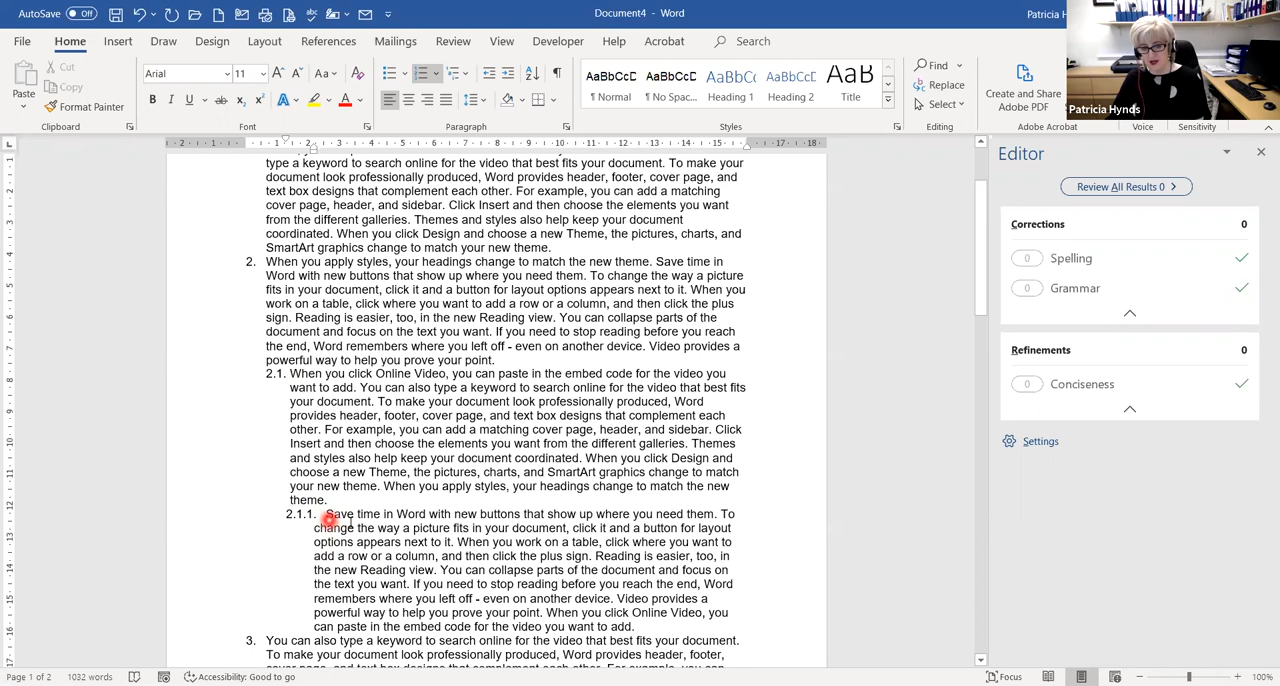 AutoSave Off Document4 - Word Patricia H
File Home Insert Draw Design Layout References Mailings Review View Developer Help Acrobat Search
Patricia Hynds
Paste Cut Copy Format Painter
Clipboard
Arial 11
Font
Paragraph
AaBbCcD AaBbCcD AaBbCc AaBbCcD AaB
¶ Normal ¶ No Spac... Heading 1 Heading 2 Title
Styles
Find
Replace
Select
Editing
Create and Share
Adobe PDF
Adobe Acrobat
Voice
Sensitivity
type a keyword to search online for the video that best fits your document. To make your
document look professionally produced, Word provides header, footer, cover page, and
text box designs that complement each other. For example, you can add a matching
cover page, header, and sidebar. Click Insert and then choose the elements you want
from the different galleries. Themes and styles also help keep your document
coordinated. When you click Design and choose a new Theme, the pictures, charts, and
SmartArt graphics change to match your new theme.
2. When you apply styles, your headings change to match the new theme. Save time in
Word with new buttons that show up where you need them. To change the way a picture
fits in your document, click it and a button for layout options appears next to it. When you
work on a table, click where you want to add a row or a column, and then click the plus
sign. Reading is easier, too, in the new Reading view. You can collapse parts of the
document and focus on the text you want. If you need to stop reading before you reach
the end, Word remembers where you left off - even on another device. Video provides a
powerful way to help you prove your point.
2.1. When you click Online Video, you can paste in the embed code for the video you
want to add. You can also type a keyword to search online for the video that best fits
your document. To make your document look professionally produced, Word
provides header, footer, cover page, and text box designs that complement each
other. For example, you can add a matching cover page, header, and sidebar. Click
Insert and then choose the elements you want from the different galleries. Themes
and styles also help keep your document coordinated. When you click Design and
choose a new Theme, the pictures, charts, and SmartArt graphics change to match
your new theme. When you apply styles, your headings change to match the new
theme.
2.1.1. Save time in Word with new buttons that show up where you need them. To
change the way a picture fits in your document, click it and a button for layout
options appears next to it. When you work on a table, click where you want to
add a row or a column, and then click the plus sign. Reading is easier, too, in
the new Reading view. You can collapse parts of the document and focus on
the text you want. If you need to stop reading before you reach the end, Word
remembers where you left off - even on another device. Video provides a
powerful way to help you prove your point. When you click Online Video, you
can paste in the embed code for the video you want to add.
3. You can also type a keyword to search online for the video that best fits your document.
To make your document look professionally produced, Word provides header, footer,
cover page, and text box designs that complement each other. For example, you can
Editor
Review All Results 0
Corrections 0
0 Spelling
0 Grammar
Refinements 0
0 Conciseness
Settings
Page 1 of 2 1032 words Accessibility: Good to go Focus 100%